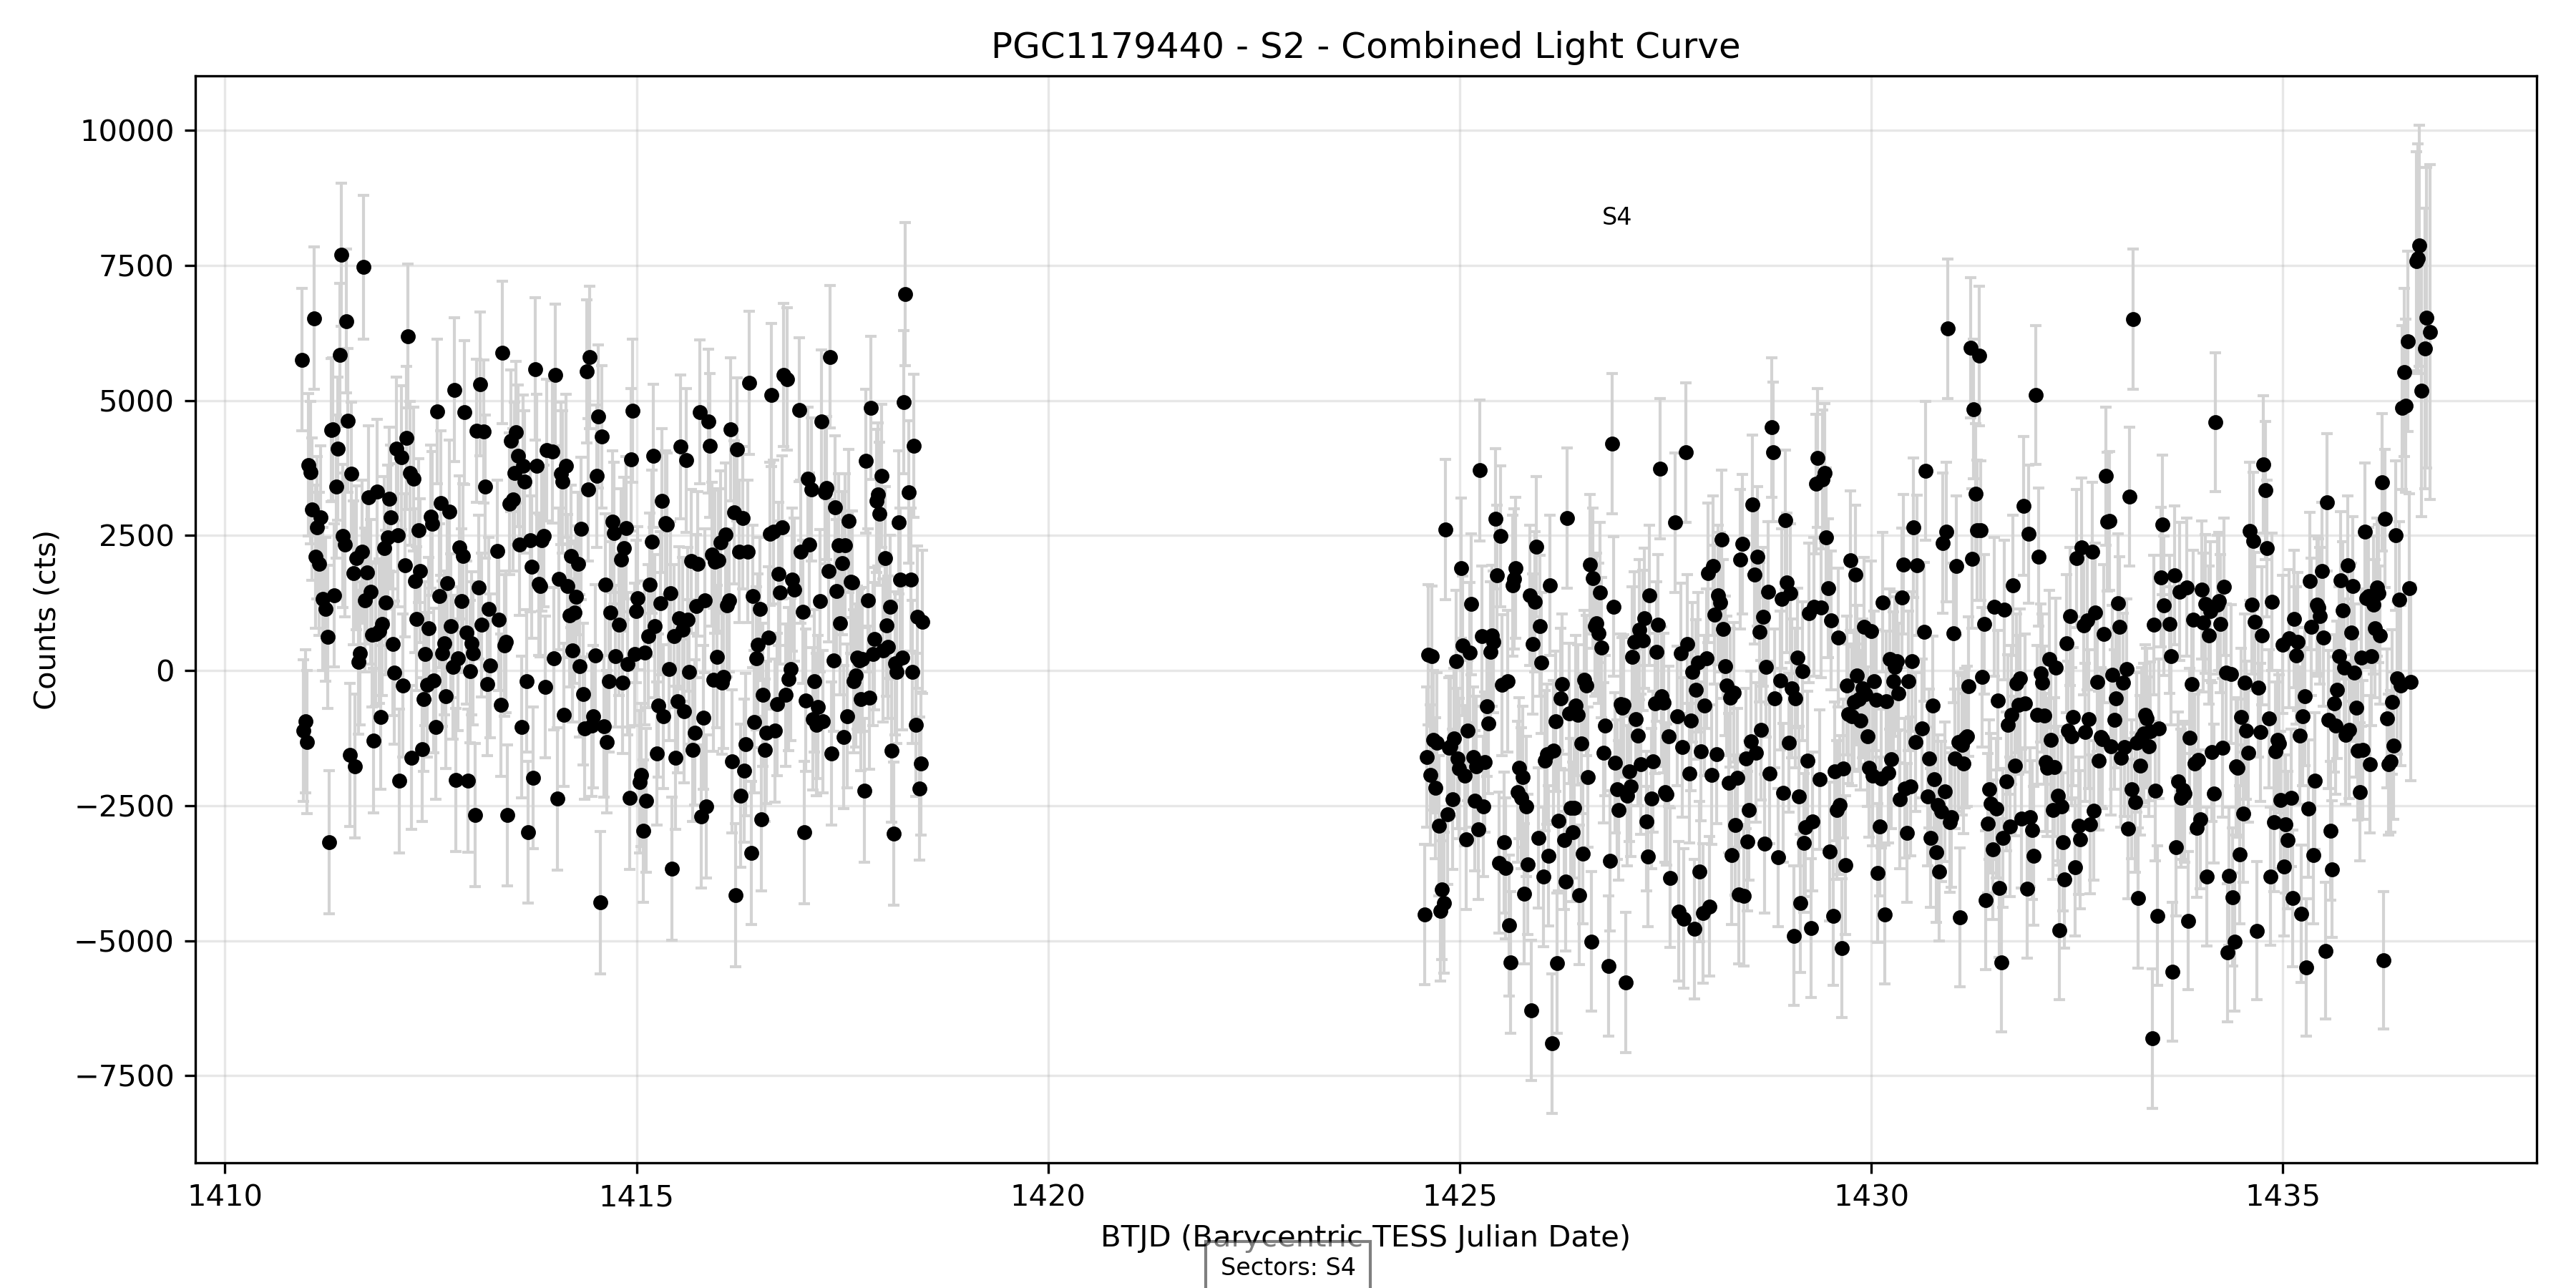 PGC1179440 - S2 - Combined Light Curve
10000
7500
5000
2500
0
−2500
−5000
−7500
Counts (cts)
S4
1410
1415
1420
1425
1430
1435
BTJD (Barycentric TESS Julian Date)
Sectors: S4